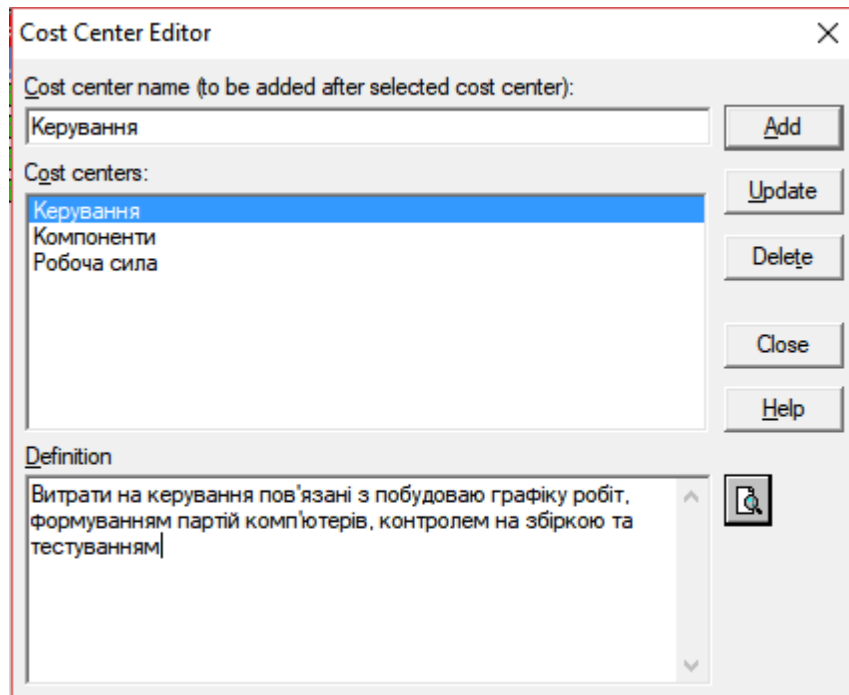 Cost Center Editor
Cost center name (to be added after selected cost center):
Керування
Add
Cost centers:
Update
Керування
Компоненти
Робоча сила
Delete
Close
Help
Definition
Витрати на керування пов'язані з побудоваю графіку робіт,
формуванням партій комп'ютерів, контролем на збіркою та
тестуванням